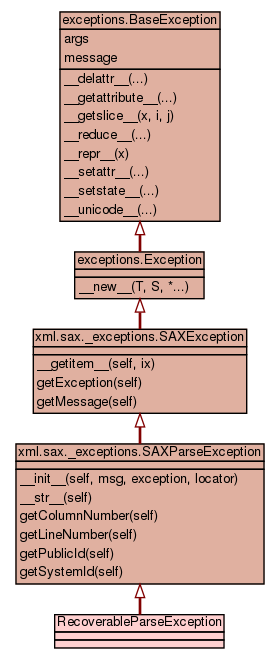 exceptions.BaseException
args
message
__delattr__(...)
__getattribute__(...)
__getslice__(x, i, j)
__reduce__(...)
__repr__(x)
__setattr__(...)
__setstate__(...)
__unicode__(...)
exceptions.Exception
__new__(T, S, *...)
xml.sax._exceptions.SAXException
__getitem__(self, ix)
getException(self)
getMessage(self)
xml.sax._exceptions.SAXParseException
__init__(self, msg, exception, locator)
__str__(self)
getColumnNumber(self)
getLineNumber(self)
getPublicId(self)
getSystemId(self)
RecoverableParseException